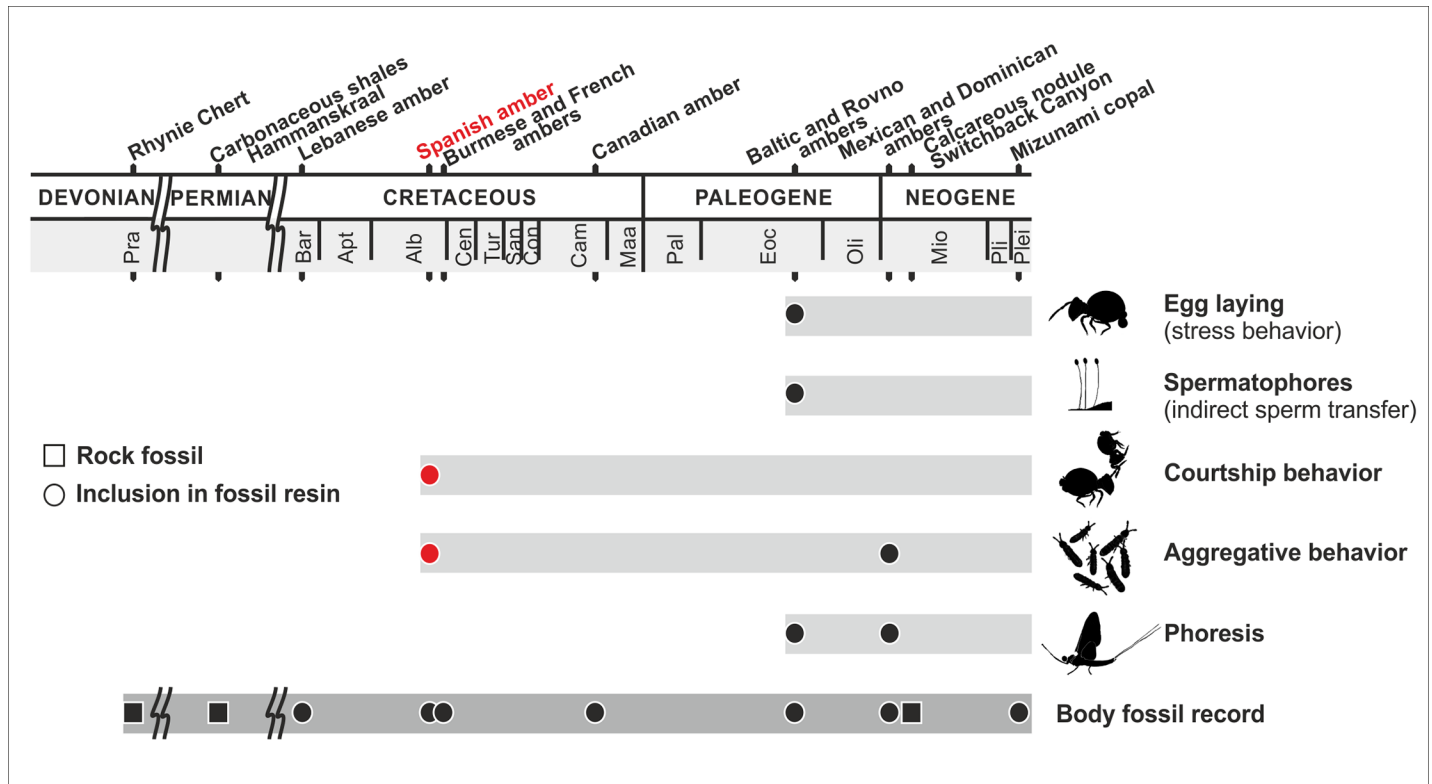 Rhynie Chert
Carbonaceous shales
Hammanskraal
Lebanese amber
Spanish amber
Burmese and French
ambers
Canadian amber
Baltic and Rovno
ambers
Mexican and Dominican
ambers
Calcareous nodule
Switchback Canyon
Mizunami copal
DEVONIAN PERMIAN CRETACEOUS PALEOGENE NEOGENE
Pra Bar Apt Alb Cen Tur San Con Cam Maa Pal Eoc Oli Mio Pli Plei
Egg laying
(stress behavior)
Spermatophores
(indirect sperm transfer)
Rock fossil
Inclusion in fossil resin
Courtship behavior
Aggregative behavior
Phoresis
Body fossil record